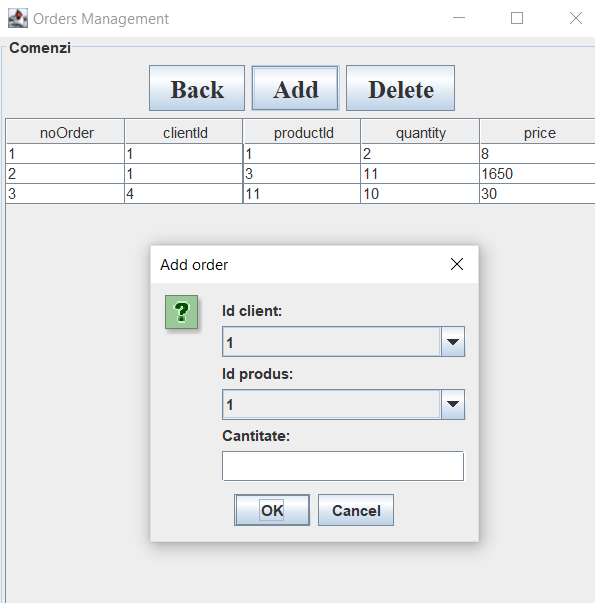 Orders Management
Comenzi
Back Add Delete
noOrder clientId productId quantity price
1 1 1 2 8
2 1 3 11 1650
3 4 11 10 30
Add order
?
Id client:
1
Id produs:
1
Cantitate:
OK Cancel